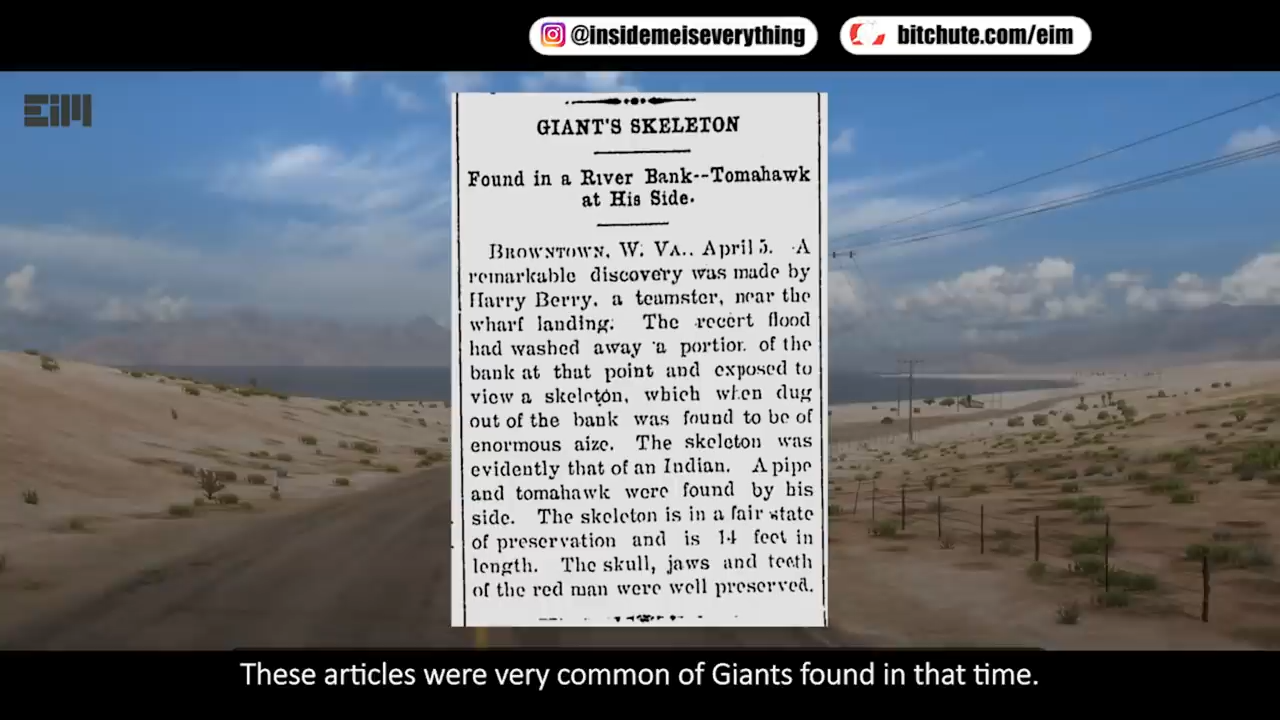 @insidemeiseverything
bitchute.com/eim
EiM
GIANT'S SKELETON
Found in a River Bank--Tomahawk
at His Side.
BROWNTOWN, W. VA., April 5. A
remarkable discovery was made by
Harry Berry, a teamster, near the
wharf landing. The recert flood
had washed away a portior. of the
bank at that point and exposed to
view a skeleton, which when dug
out of the bank was found to be of
enormous aize. The skeleton was
evidently that of an Indian. A pipe
and tomahawk were found by his
side. The skeleton is in a fair state
of preservation and is 14 feet in
length. The skull, jaws and teeth
of the red man were well preserved.
These articles were very common of Giants found in that time.